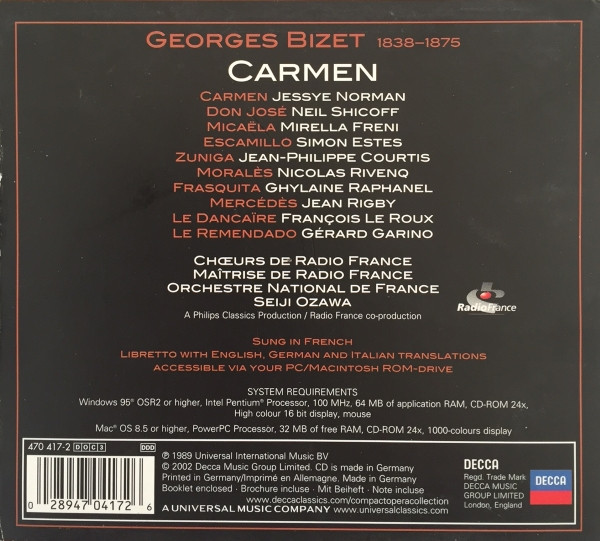 GEORGES BIZET 1838–1875
CARMEN
CARMEN JESSYE NORMAN
DON JOSÉ NEIL SHICOFF
MICAËLA MIRELLA FRENI
ESCAMILLO SIMON ESTES
ZUNIGA JEAN-PHILIPPE COURTIS
MORALÈS NICOLAS RIVENQ
FRASQUITA GHYLAINE RAPHANEL
MERCÉDÈS JEAN RIGBY
LE DANCAÏRE FRANÇOIS LE ROUX
LE REMENDADO GÉRARD GARINO
CHŒURS DE RADIO FRANCE
MAÎTRISE DE RADIO FRANCE
ORCHESTRE NATIONAL DE FRANCE
SEIJI OZAWA
A Philips Classics Production / Radio France co-production
RadioFrance
SUNG IN FRENCH
LIBRETTO WITH ENGLISH, GERMAN AND ITALIAN TRANSLATIONS
ACCESSIBLE VIA YOUR PC/MACINTOSH ROM-DRIVE
SYSTEM REQUIREMENTS
Windows 95® OSR2 or higher, Intel Pentium® Processor, 100 MHz, 64 MB of application RAM, CD-ROM 24x,
High colour 16 bit display, mouse
Mac® OS 8.5 or higher, PowerPC Processor, 32 MB of free RAM, CD-ROM 24x, 1000-colours display
470 417-2 DOC3 DDD
0 28947 04172 6
℗ 1989 Universal International Music BV
© 2002 Decca Music Group Limited. CD is made in Germany
Printed in Germany/Imprimé en Allemagne. Made in Germany
Booklet enclosed · Brochure incluse · Mit Beiheft · Note incluse
www.deccaclassics.com/compactoperacollection
A UNIVERSAL MUSIC COMPANY www.universalclassics.com
DECCA
Regd. Trade Mark
DECCA MUSIC
GROUP LIMITED
London, England
DECCA